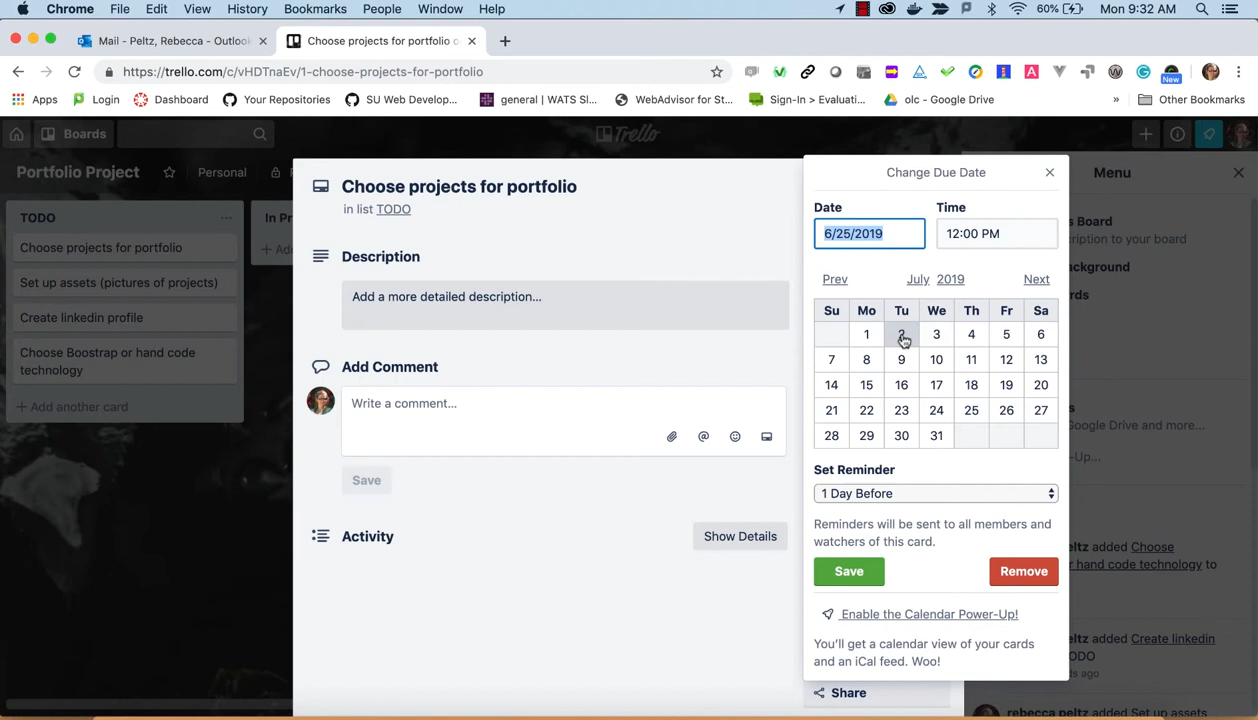 Chrome File Edit View History Bookmarks People Window Help 60% Mon 9:32 AM
Mail - Peltz, Rebecca - Outlook Choose projects for portfolio o
https://trello.com/c/vHDTnaEv/1-choose-projects-for-portfolio
New
Apps Login Dashboard Your Repositories SU Web Develop... general | WATS Sl... WebAdvisor for St... Sign-In > Evaluati... olc - Google Drive » Other Bookmarks
Boards Trello
Portfolio Project Personal
Menu
TODO
In Pr
Choose projects for portfolio
Set up assets (pictures of projects)
Create linkedin profile
Choose Boostrap or hand code
technology
+ Add another card
Choose projects for portfolio
in list TODO
Description
Add a more detailed description...
Add Comment
Write a comment...
Save
Activity
Show Details
Change Due Date
Date Time
6/25/2019 12:00 PM
Prev July 2019 Next
Su Mo Tu We Th Fr Sa
1 2 3 4 5 6
7 8 9 10 11 12 13
14 15 16 17 18 19 20
21 22 23 24 25 26 27
28 29 30 31
Set Reminder
1 Day Before
Reminders will be sent to all members and
watchers of this card.
Save Remove
Enable the Calendar Power-Up!
You'll get a calendar view of your cards
and an iCal feed. Woo!
Share
s Board
cription to your board
ackground
rds
s
Google Drive and more...
-Up...
eltz added Choose
r hand code technology to
eltz added Create linkedin
ODO
ds ago
rebecca peltz added Set up assets